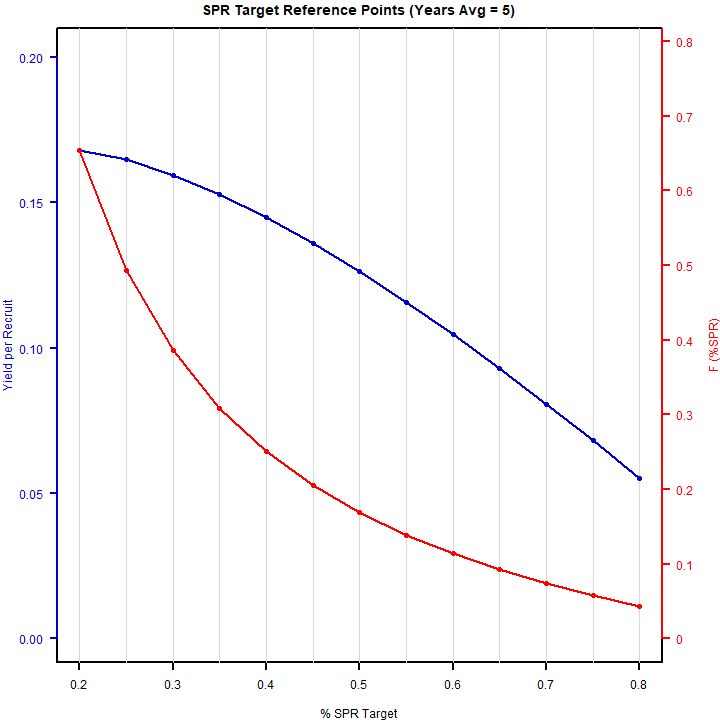 SPR Target Reference Points (Years Avg = 5)
Yield per Recruit
0.20
0.15
0.10
0.05
0.00
0.8
0.7
0.6
0.5
0.4
0.3
0.2
0.1
0
F (%SPR)
0.2 0.3 0.4 0.5 0.6 0.7 0.8
% SPR Target